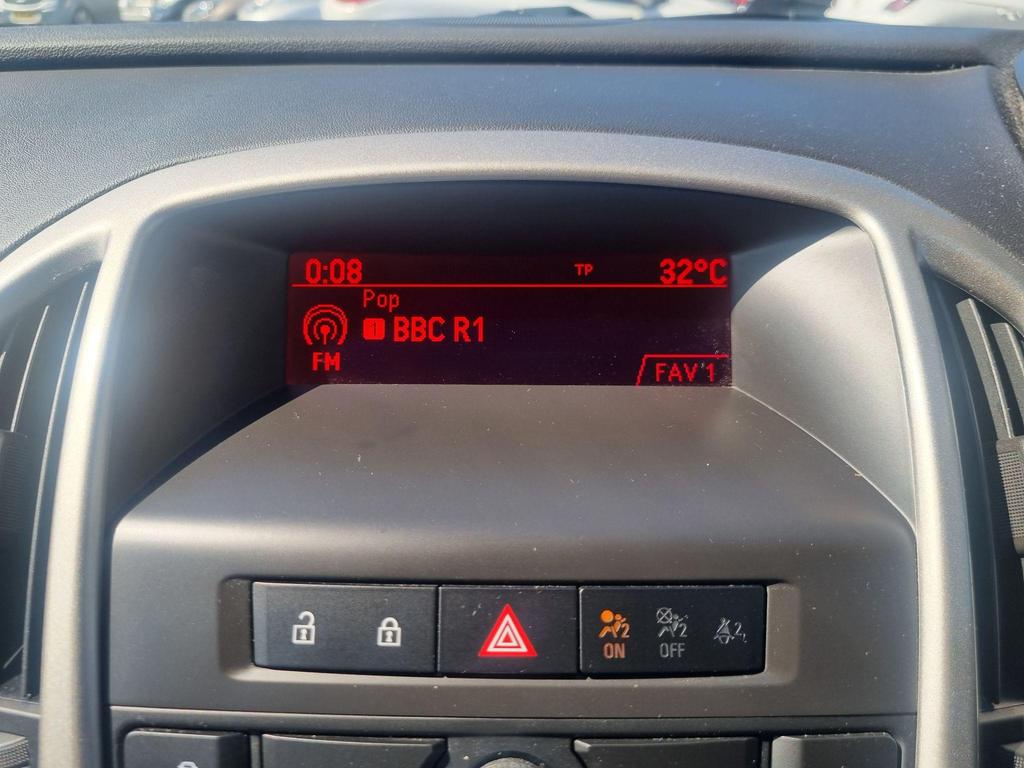 0:08 TP 32°C
Pop
1 BBC R1
FM
FAV 1
2 2 2
ON OFF